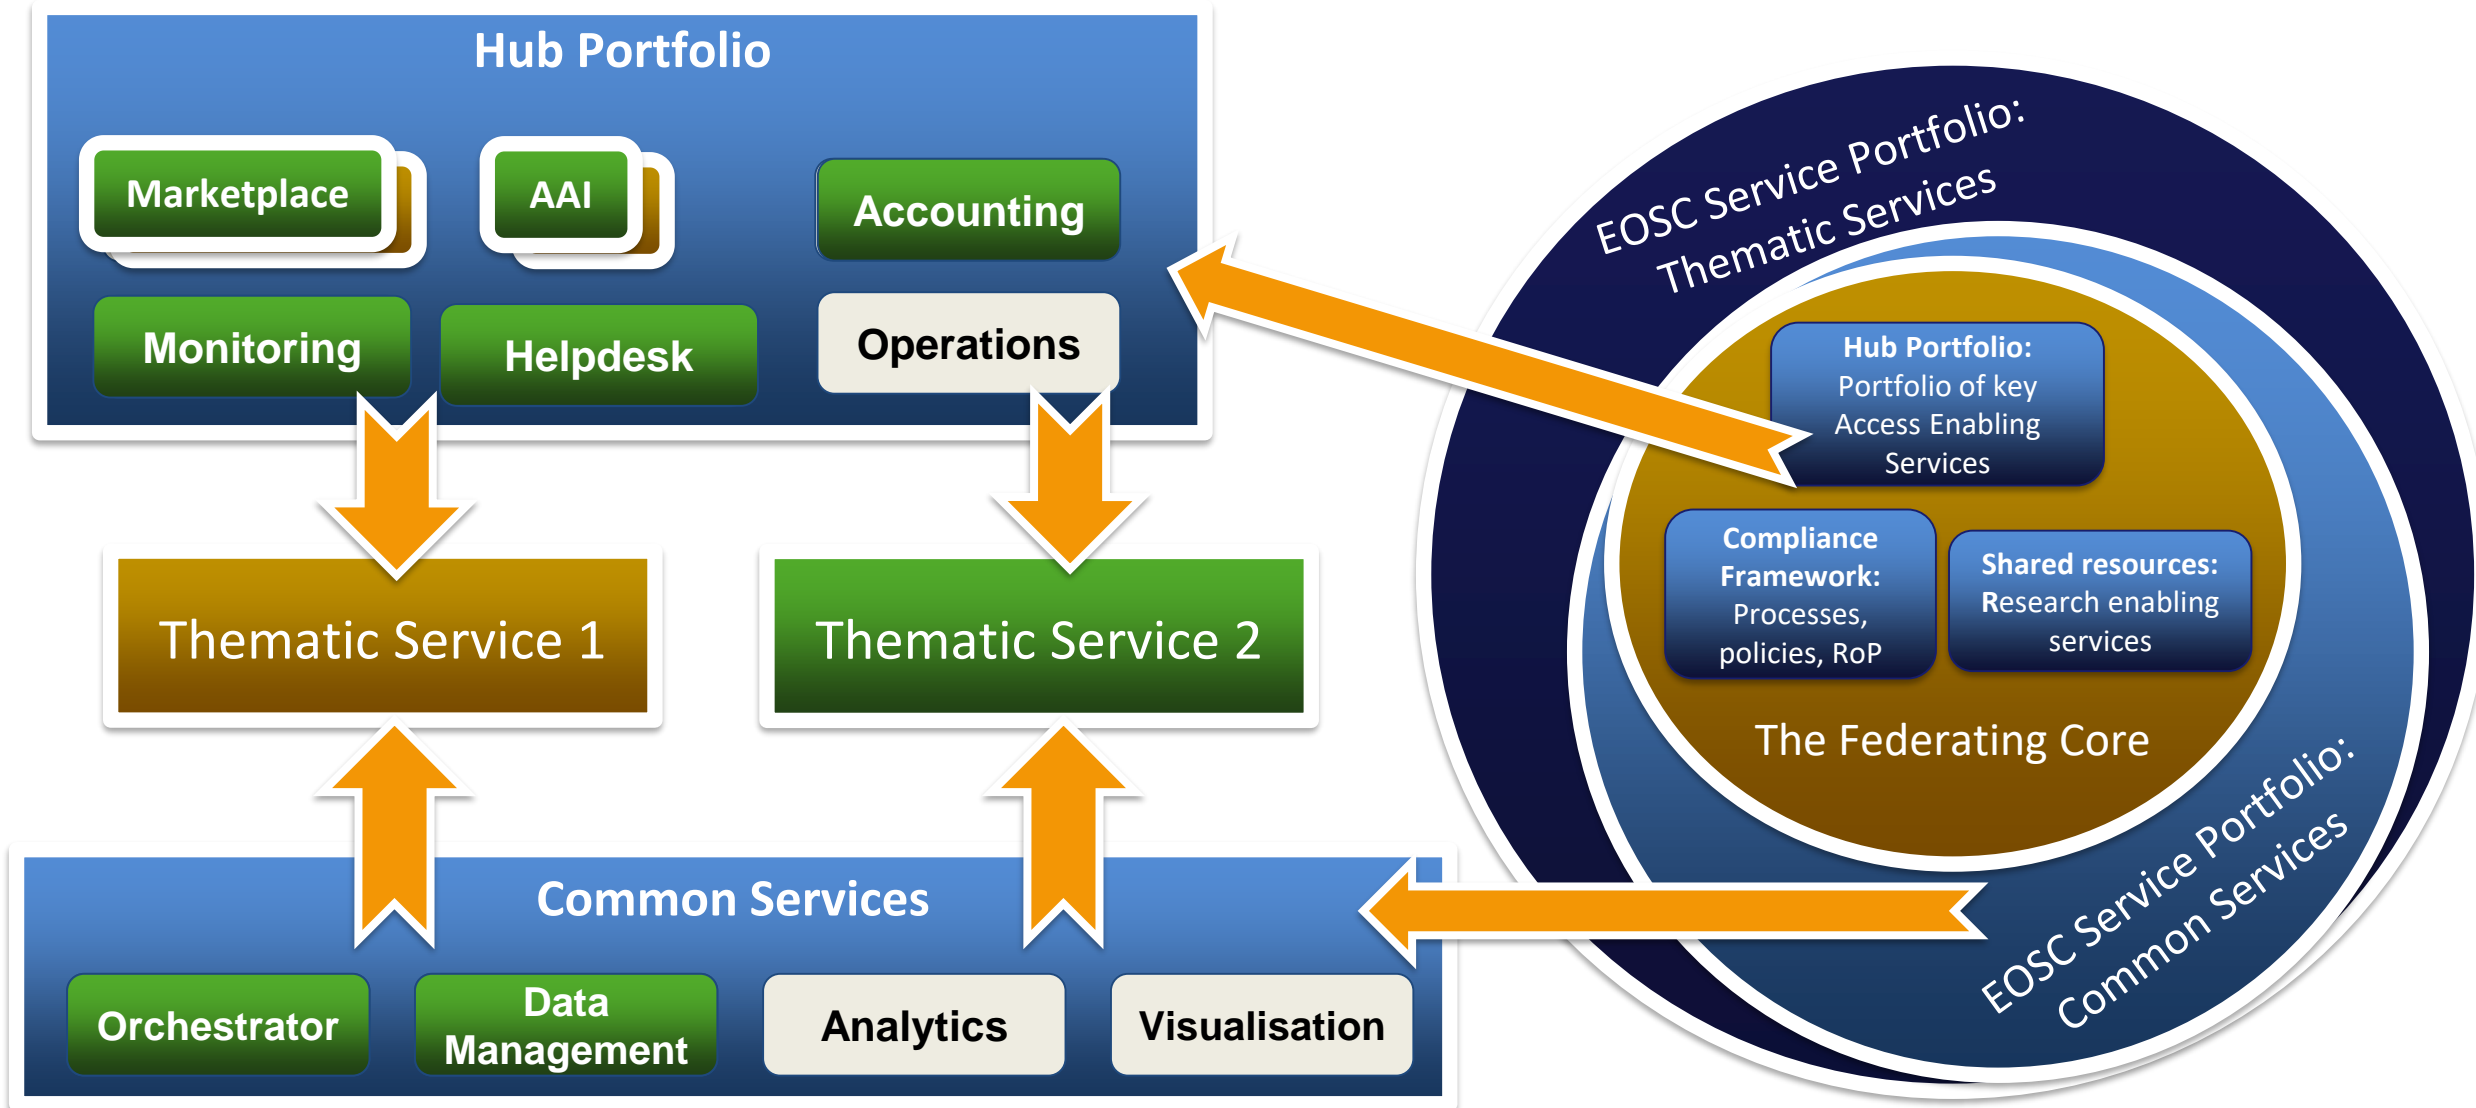 Hub Portfolio
Marketplace
AAI
Accounting
Monitoring
Helpdesk
Operations
Thematic Service 1
Thematic Service 2
Common Services
Orchestrator
Data
Management
Analytics
Visualisation
EOSC Service Portfolio:
Thematic Services
Hub Portfolio:
Portfolio of key
Access Enabling
Services
Compliance
Framework:
Processes,
policies, RoP
Shared resources:
Research enabling
services
The Federating Core
EOSC Service Portfolio:
Common Services